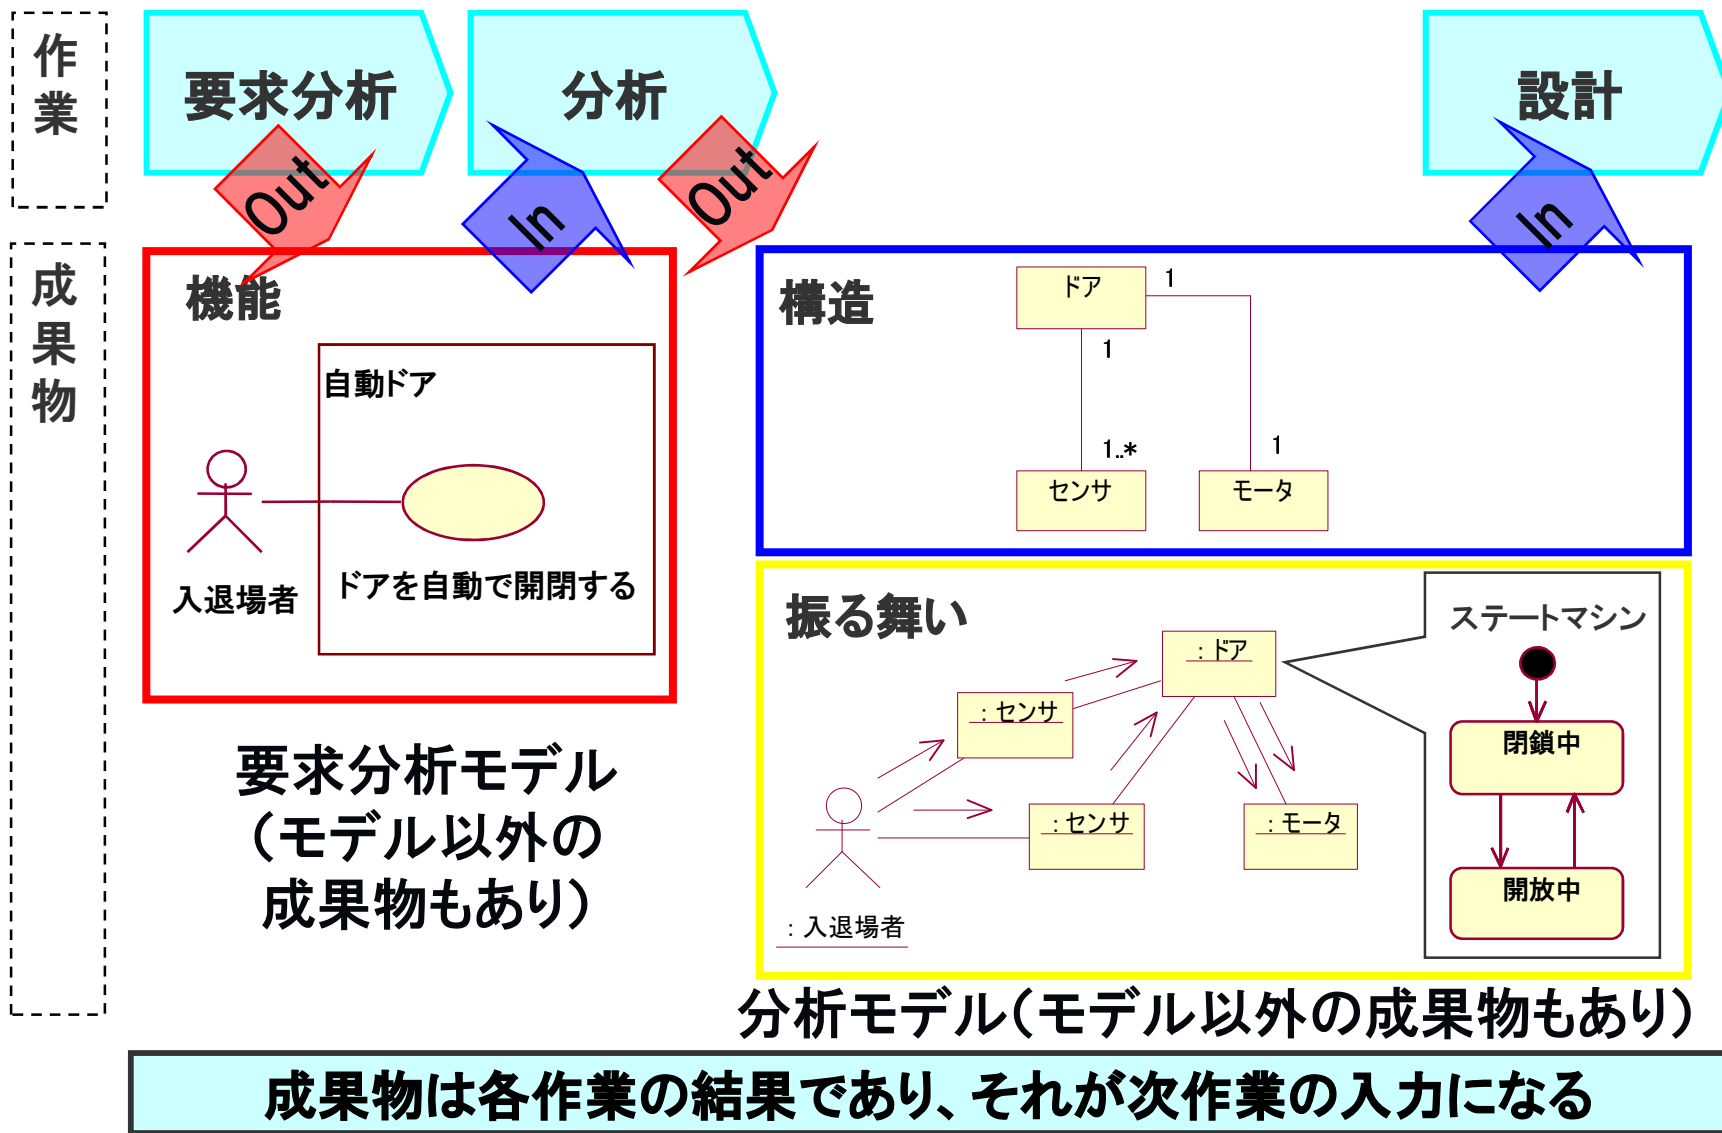 作業
要求分析
分析
設計
Out
In
Out
In
成果物
機能
自動ドア
入退場者
ドアを自動で開閉する
要求分析モデル
（モデル以外の
成果物もあり）
構造
ドア
1
1
1..*
1
センサ
モータ
振る舞い
：ドア
：センサ
：センサ
：モータ
：入退場者
ステートマシン
閉鎖中
開放中
分析モデル（モデル以外の成果物もあり）
成果物は各作業の結果であり、それが次作業の入力になる